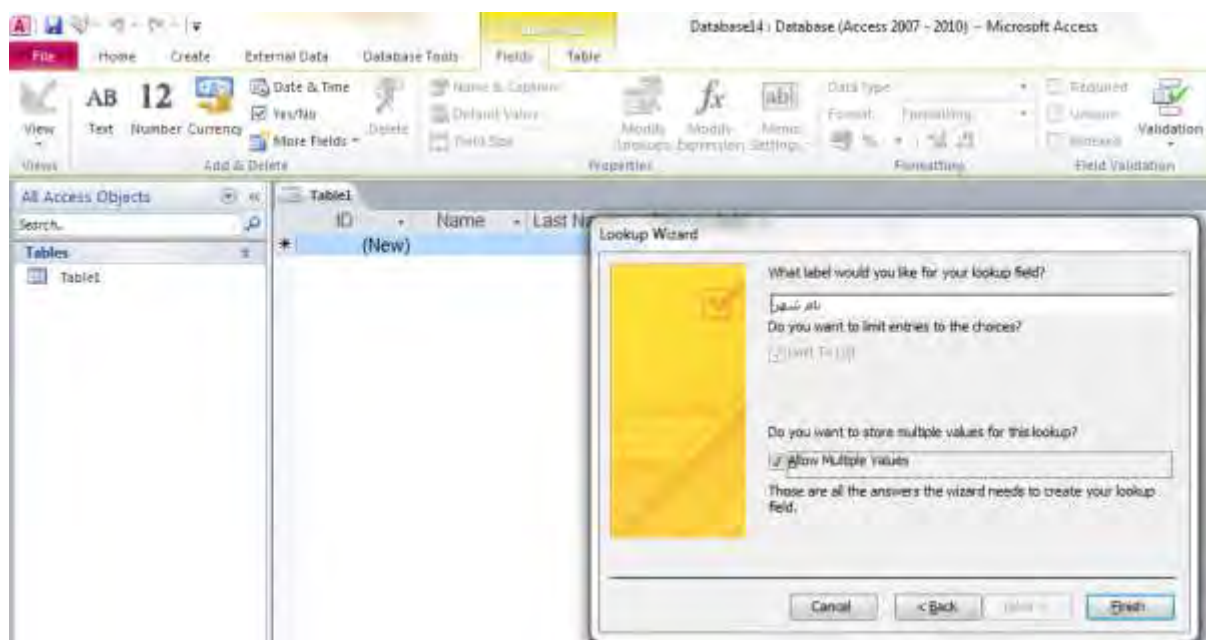 Database14 : Database (Access 2007 - 2010) - Microsoft Access
File Home Create External Data Database Tools Fields Table
View
AB Text
12 Number
Currency
Date & Time
Yes/No
More Fields
Delete
Name & Caption
Default Value
Field Size
Modify Lookups
Modify Expression
fx
ab
Memo Settings
Data Type
Format: Formatting
Required
Unique
Indexed
Validation
Views Add & Delete Properties Formatting Field Validation
All Access Objects
Search..
Tables
Table1
Table1
ID Name Last Na
* (New)
Lookup Wizard
What label would you like for your lookup field?
نام شهر
Do you want to limit entries to the choices?
Limit To List
Do you want to store multiple values for this lookup?
Allow Multiple Values
Those are all the answers the wizard needs to create your lookup field.
Cancel < Back Finish